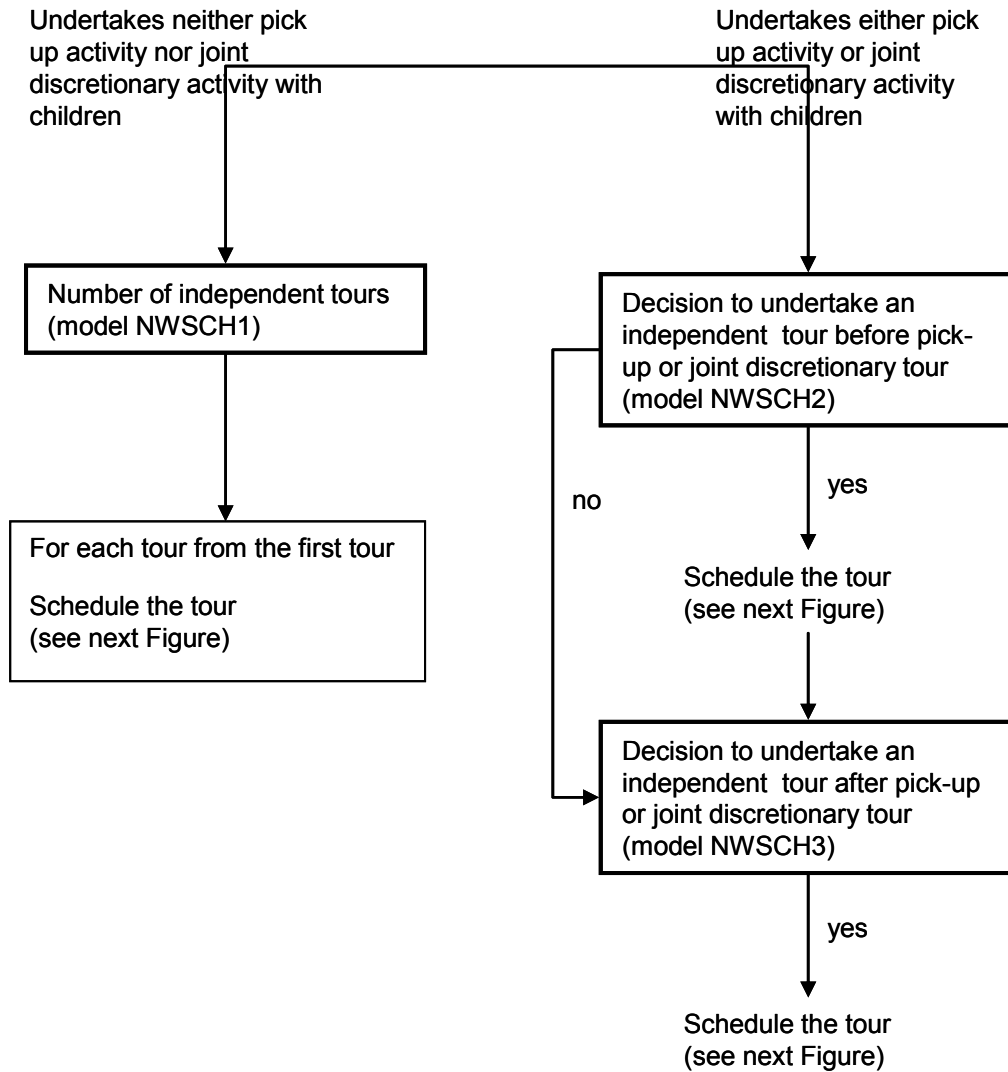 Undertakes neither pick
up activity nor joint
discretionary activity with
children
Undertakes either pick
up activity or joint
discretionary activity
with children
Number of independent tours
(model NWSCH1)
For each tour from the first tour
Schedule the tour
(see next Figure)
Decision to undertake an
independent tour before pick-
up or joint discretionary tour
(model NWSCH2)
no
yes
Schedule the tour
(see next Figure)
Decision to undertake an
independent tour after pick-up
or joint discretionary tour
(model NWSCH3)
yes
Schedule the tour
(see next Figure)